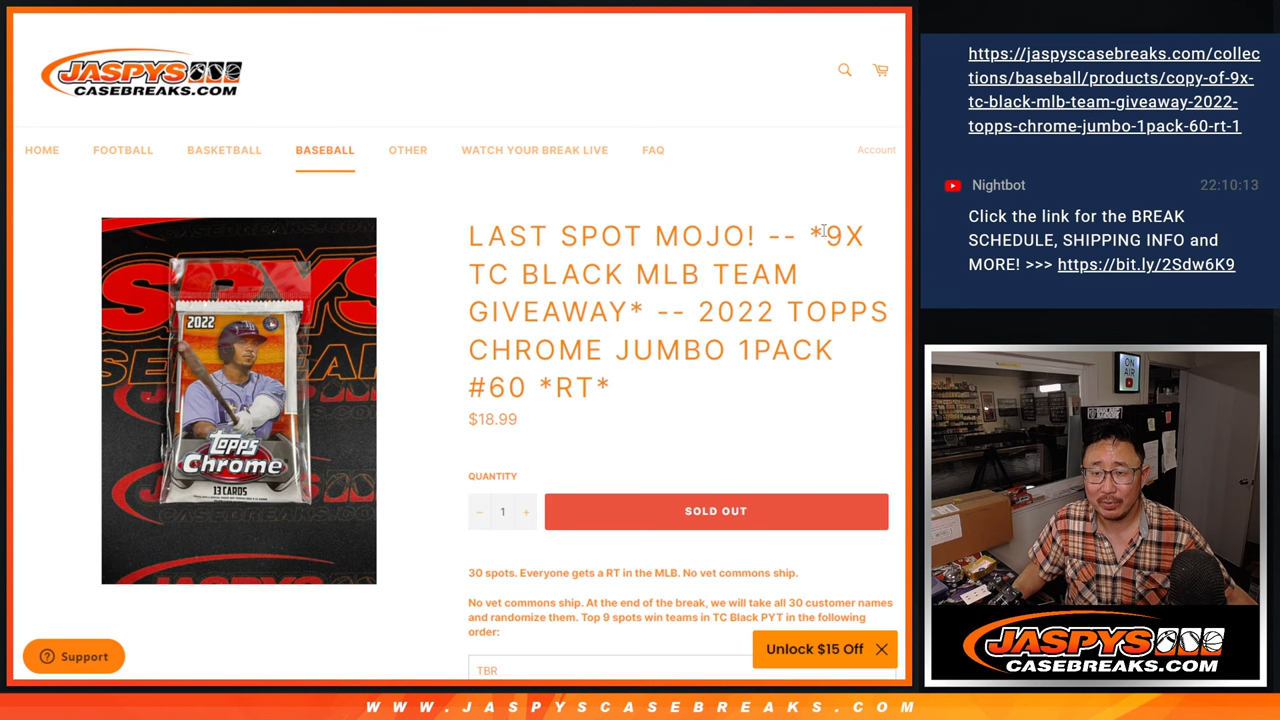 JASPYS
CASEBREAKS.COM
HOME FOOTBALL BASKETBALL BASEBALL OTHER WATCH YOUR BREAK LIVE FAQ Account
2022
topps
Chrome
13 CARDS
LAST SPOT MOJO! -- *9X
TC BLACK MLB TEAM
GIVEAWAY* -- 2022 TOPPS
CHROME JUMBO 1PACK
#60 *RT*
$18.99
QUANTITY
− 1 + SOLD OUT
30 spots. Everyone gets a RT in the MLB. No vet commons ship.
No vet commons ship. At the end of the break, we will take all 30 customer names
and randomize them. Top 9 spots win teams in TC Black PYT in the following
order:
TBR
Support
Unlock $15 Off
https://jaspyscasebreaks.com/collec
tions/baseball/products/copy-of-9x-
tc-black-mlb-team-giveaway-2022-
topps-chrome-jumbo-1pack-60-rt-1
Nightbot 22:10:13
Click the link for the BREAK
SCHEDULE, SHIPPING INFO and
MORE! >>> https://bit.ly/2Sdw6K9
ON
AIR
JASPYS
CASEBREAKS.COM
WWW.JASPYSCASEBREAKS.COM